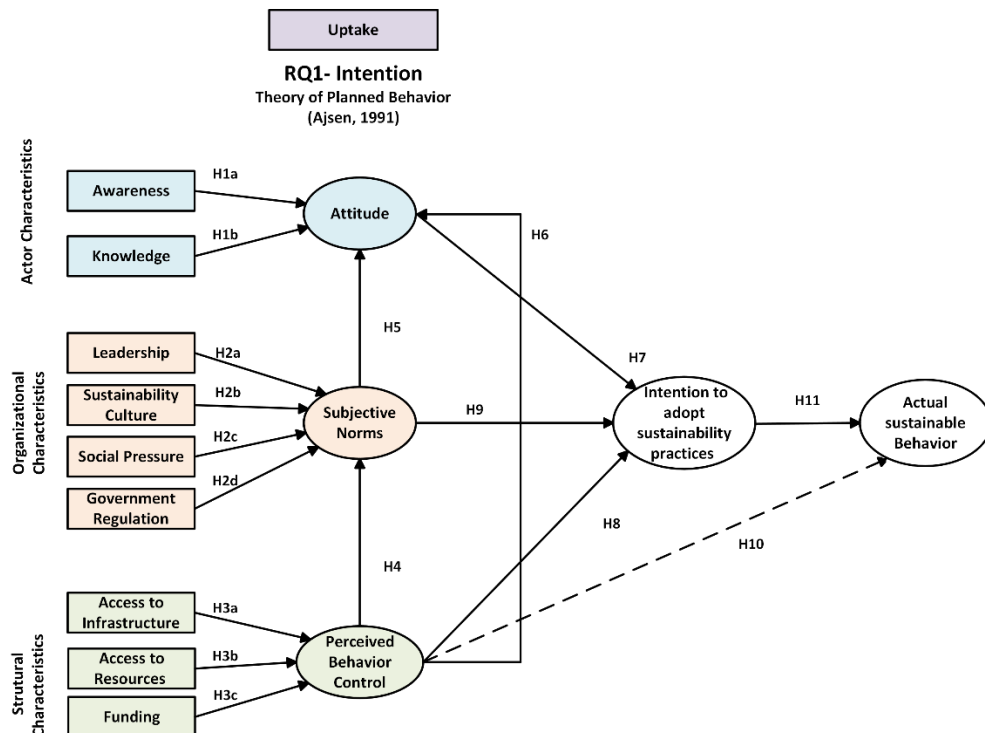 Uptake
RQ1- Intention
Theory of Planned Behavior
(Ajsen, 1991)
Actor Characteristics
Awareness
H1a
Knowledge
H1b
Attitude
H5
H6
H7
Organizational
Characteristics
Leadership
H2a
Sustainability
Culture
H2b
Social Pressure
H2c
Government
Regulation
H2d
Subjective
Norms
H9
Intention to
adopt
sustainability
practices
H11
Actual
sustainable
Behavior
H4
H8
H10
Strutural
Characteristics
Access to
Infrastructure
H3a
Access to
Resources
H3b
Funding
H3c
Perceived
Behavior
Control